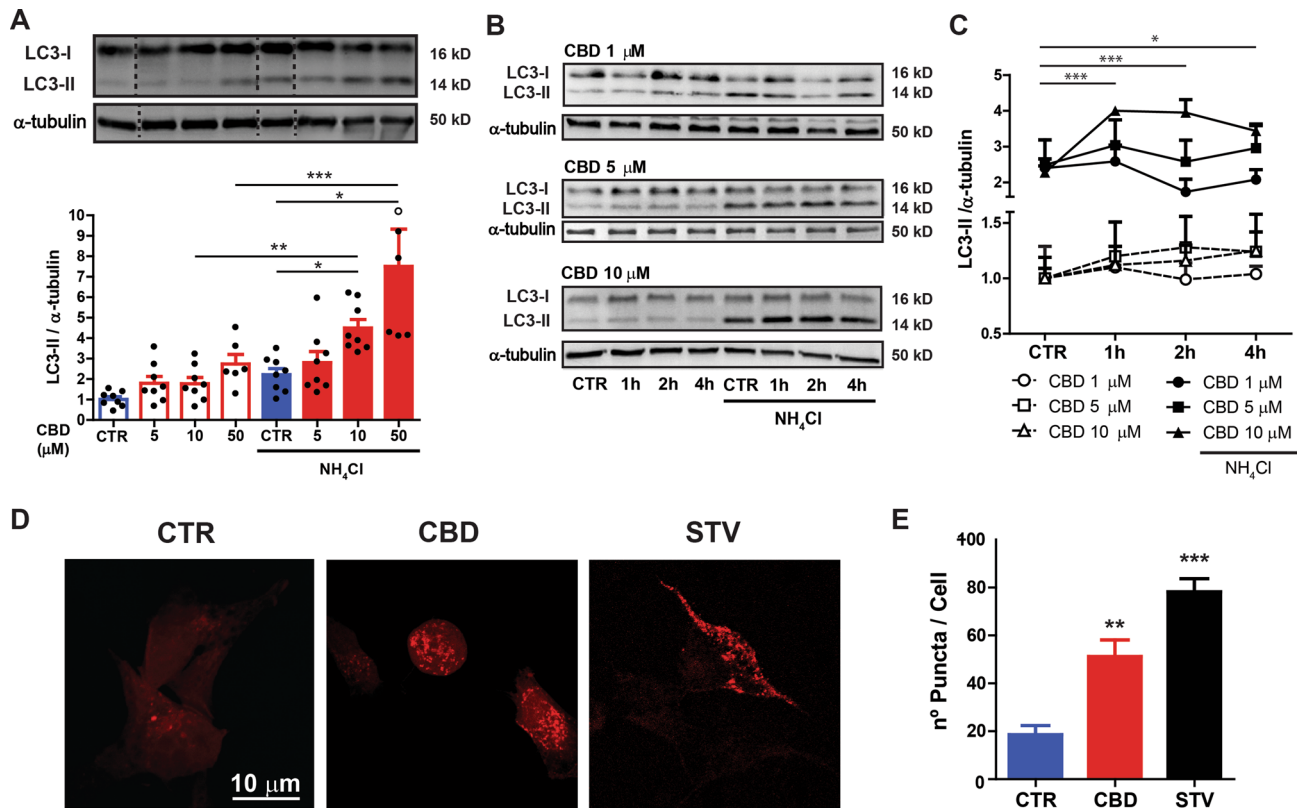 A
LC3-I
LC3-II
α-tubulin
16 kD
14 kD
50 kD
LC3-II / α-tubulin
10
9
8
7
6
5
4
3
2
1
0
***
*
**
*
CBD
(μM)
CTR 5 10 50 CTR 5 10 50
NH₄Cl
B
CBD 1 μM
LC3-I 16 kD
LC3-II 14 kD
α-tubulin 50 kD
CBD 5 μM
LC3-I 16 kD
LC3-II 14 kD
α-tubulin 50 kD
CBD 10 μM
LC3-I 16 kD
LC3-II 14 kD
α-tubulin 50 kD
CTR 1h 2h 4h CTR 1h 2h 4h
NH₄Cl
C
*
***
***
LC3-II /α-tubulin
5
4
3
2
1.5
1.0
0.5
CTR 1h 2h 4h
CBD 1 μM CBD 1 μM
CBD 5 μM CBD 5 μM
CBD 10 μM CBD 10 μM
NH₄Cl
D
CTR CBD STV
10 μm
E
nº Puncta / Cell
100
80
60
40
20
0
**
***
CTR CBD STV